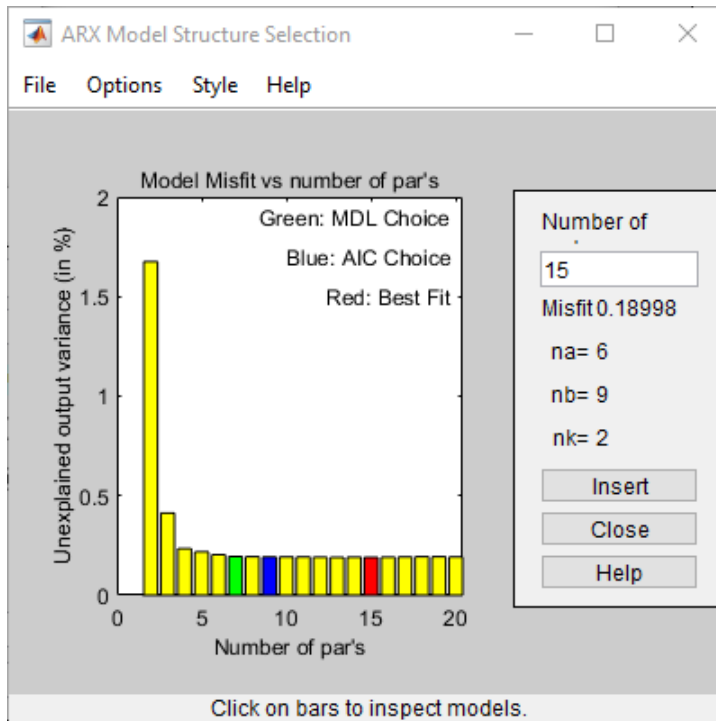 ARX Model Structure Selection
File Options Style Help
Model Misfit vs number of par's
Green: MDL Choice
Blue: AIC Choice
Red: Best Fit
Unexplained output variance (in %)
2
1.5
1
0.5
0
0 5 10 15 20
Number of par's
Number of
15
Misfit 0.18998
na= 6
nb= 9
nk= 2
Insert
Close
Help
Click on bars to inspect models.